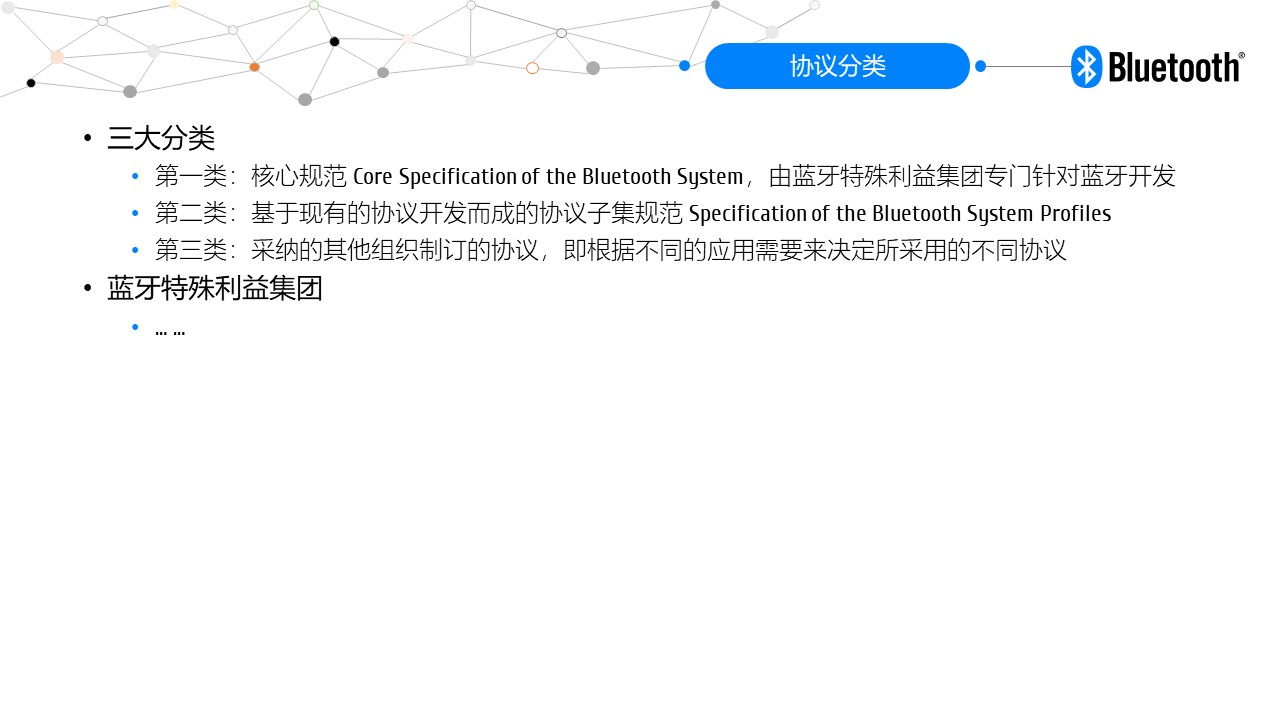 协议分类
Bluetooth®
• 三大分类
• 第一类：核心规范 Core Specification of the Bluetooth System，由蓝牙特殊利益集团专门针对蓝牙开发
• 第二类：基于现有的协议开发而成的协议子集规范 Specification of the Bluetooth System Profiles
• 第三类：采纳的其他组织制订的协议，即根据不同的应用需要来决定所采用的不同协议
• 蓝牙特殊利益集团
• ... ...